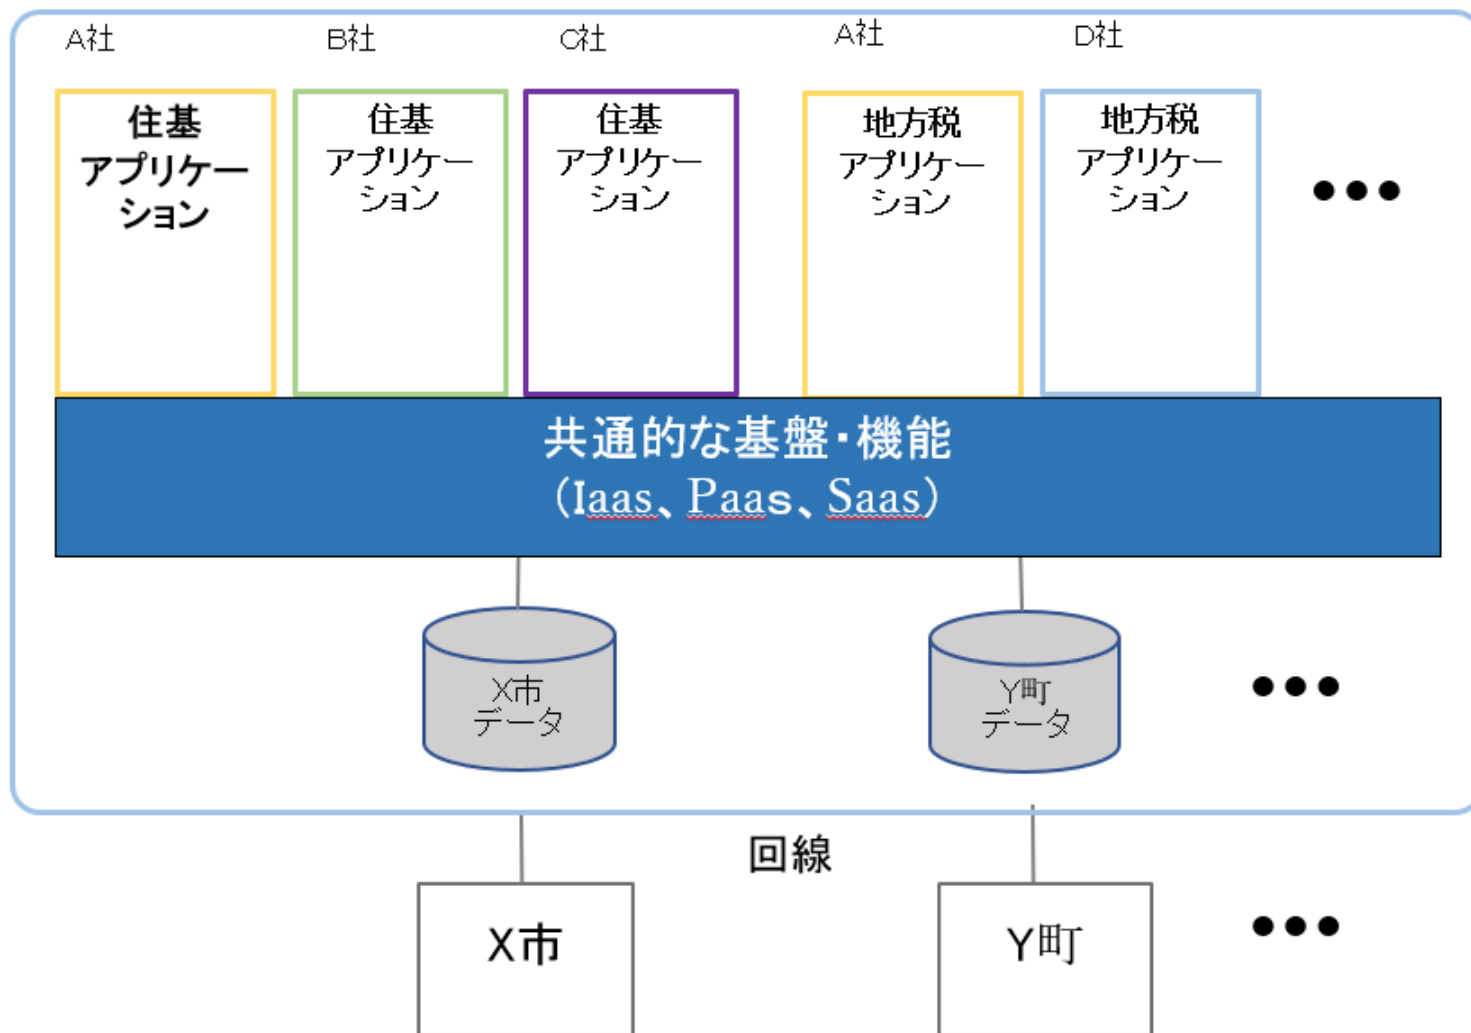 A社
B社
C社
A社
D社
住基
アプリケー
ション
住基
アプリケー
ション
住基
アプリケー
ション
地方税
アプリケー
ション
地方税
アプリケー
ション
●●●
共通的な基盤・機能
（Iaas、Paas、Saas）
X市
データ
Y町
データ
●●●
回線
X市
Y町
●●●